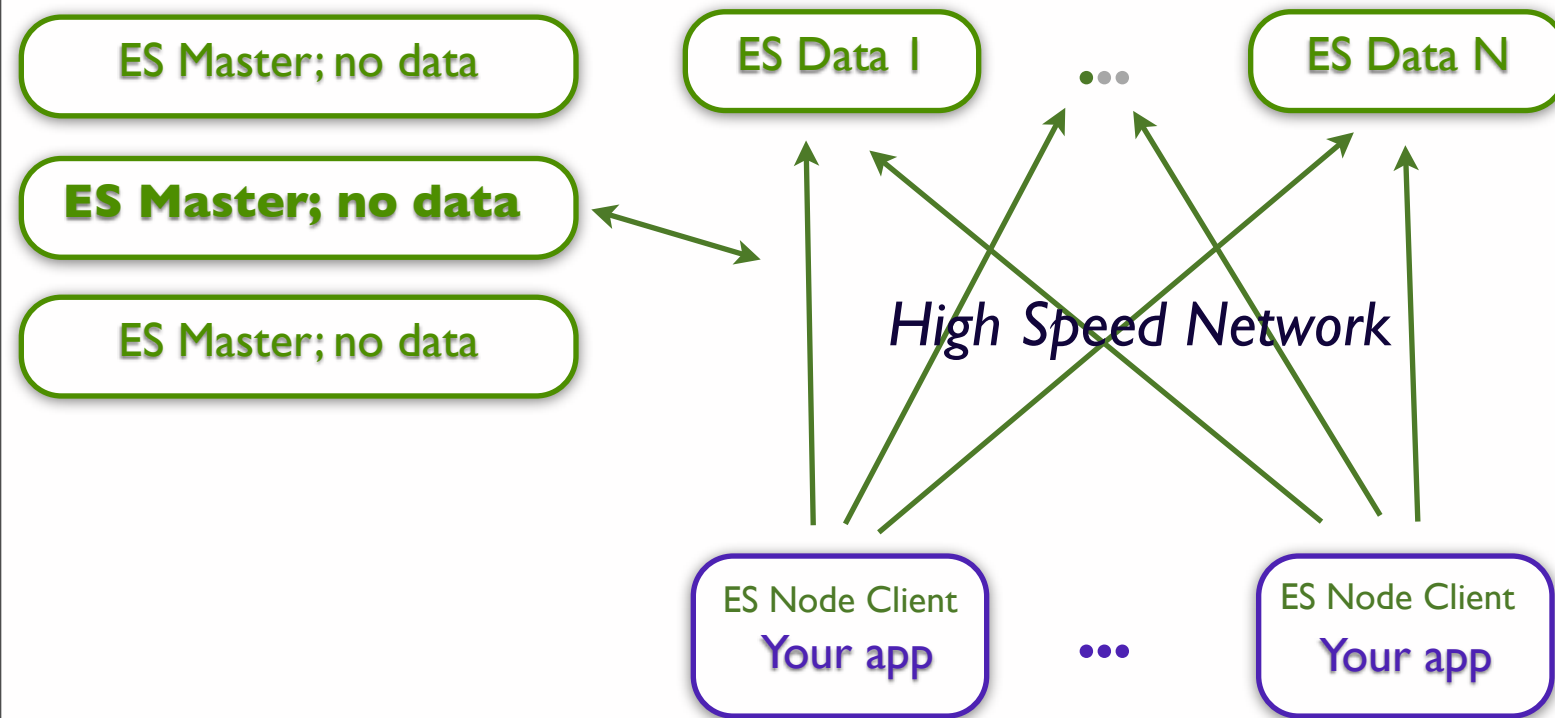 ES Master; no data
ES Data 1
ES Data N
ES Master; no data
High Speed Network
ES Master; no data
ES Node Client
Your app
ES Node Client
Your app